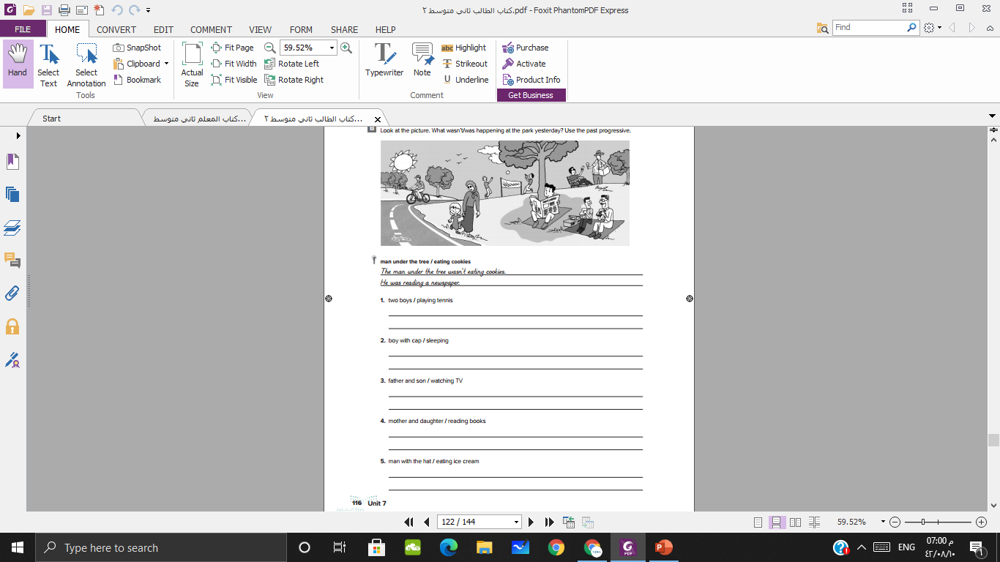 كتاب الطالب ثاني متوسط ٢.pdf - Foxit PhantomPDF Express
FILE HOME CONVERT EDIT COMMENT VIEW FORM SHARE HELP
Find
Hand
Select Text
Select Annotation
SnapShot
Clipboard
Bookmark
Tools
Actual Size
Fit Page
Fit Width
Fit Visible
59.52%
Rotate Left
Rotate Right
View
Typewriter
Note
abc Highlight
T Strikeout
U Underline
Comment
Purchase
Activate
Product Info
Get Business
Start
كتاب المعلم ثاني متوسط...
كتاب الطالب ثاني متوسط ٢...
B Look at the picture. What wasn't/was happening at the park yesterday? Use the past progressive.
man under the tree / eating cookies
The man under the tree wasn't eating cookies.
He was reading a newspaper.
1. two boys / playing tennis
2. boy with cap / sleeping
3. father and son / watching TV
4. mother and daughter / reading books
5. man with the hat / eating ice cream
116 Unit 7
122 / 144
59.52%
Type here to search
ENG
07:00 م
٤٢/٠٨/١٠
1